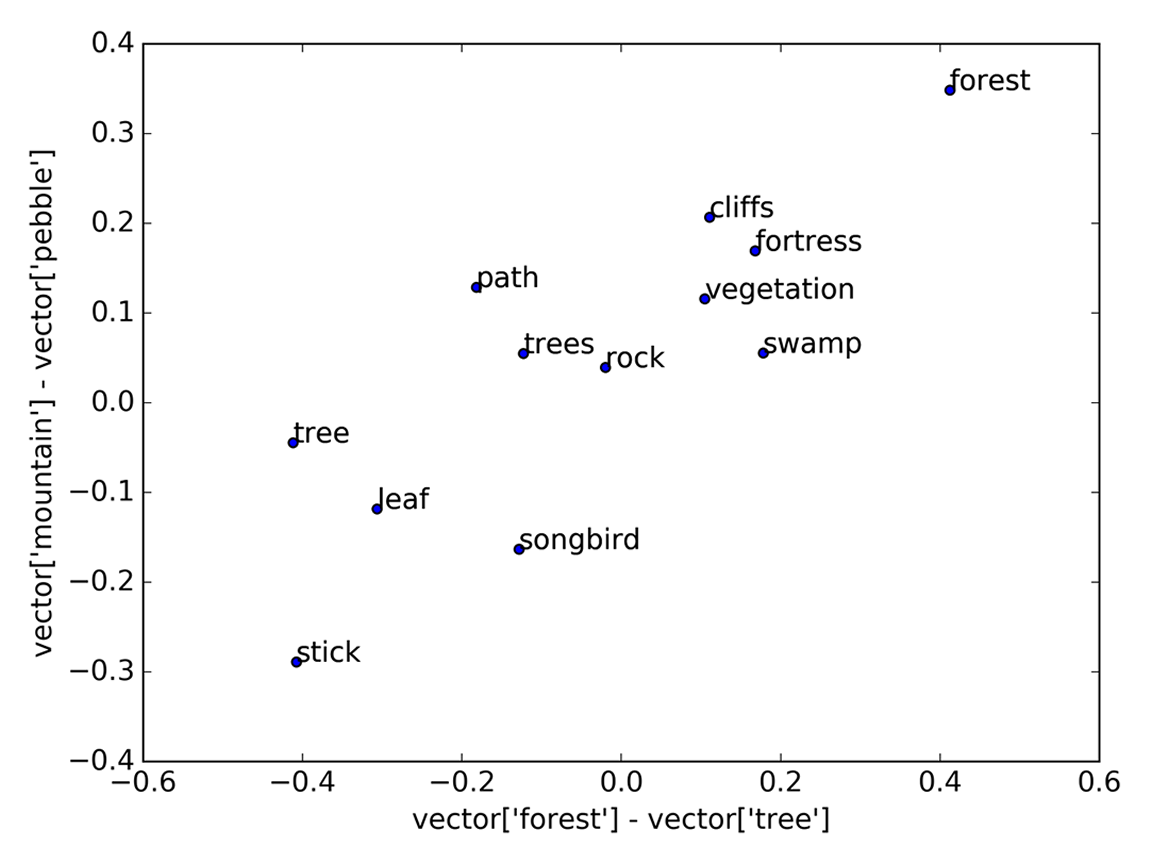 0.4
forest
0.3
cliffs
0.2
fortress
path
vegetation
0.1
trees
rock
swamp
0.0
tree
−0.1
leaf
songbird
−0.2
stick
−0.3
−0.4
−0.6 −0.4 −0.2 0.0 0.2 0.4 0.6
vector['forest'] - vector['tree']
vector['mountain'] - vector['pebble']